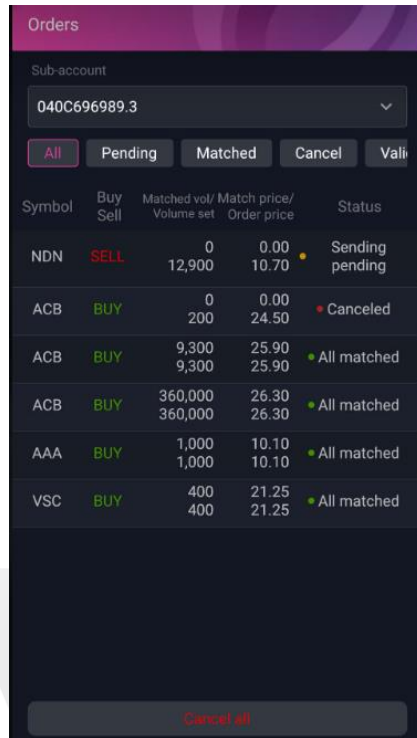 Orders
Sub-account
040C696989.3
All Pending Matched Cancel Vali
Symbol Buy Sell Matched vol/ Volume set Match price/ Order price Status
NDN SELL 0 12,900 0.00 10.70 Sending pending
ACB BUY 0 200 0.00 24.50 Canceled
ACB BUY 9,300 9,300 25.90 25.90 All matched
ACB BUY 360,000 360,000 26.30 26.30 All matched
AAA BUY 1,000 1,000 10.10 10.10 All matched
VSC BUY 400 400 21.25 21.25 All matched
Cancel all